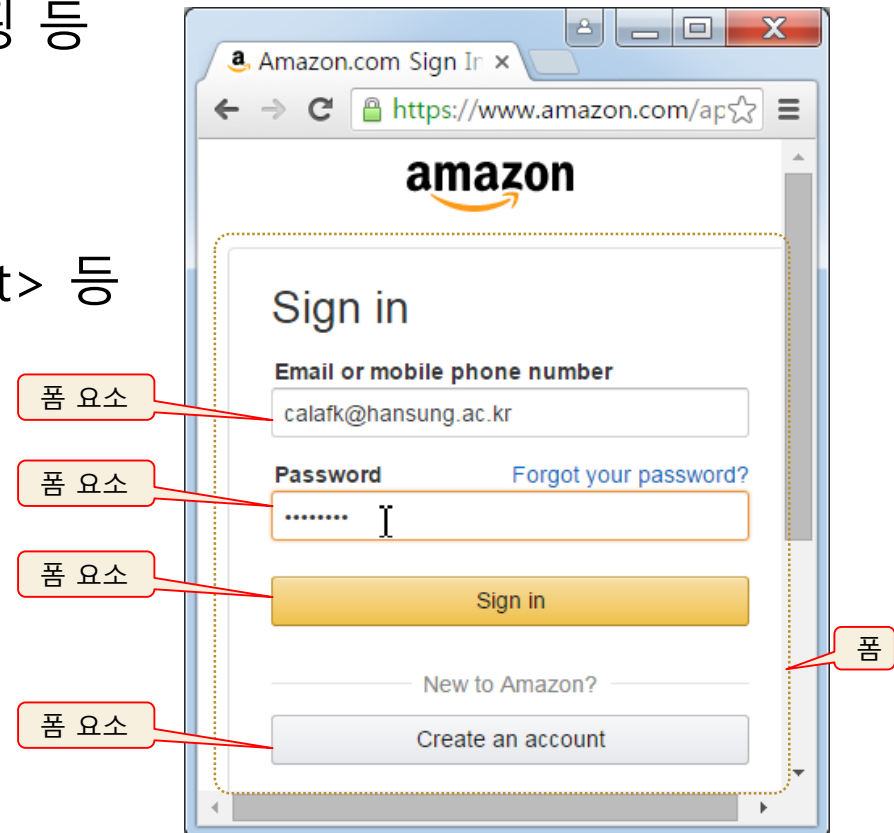 등
Amazon.com Sign In
https://www.amazon.com/ap
amazon
t> 등
Sign in
Email or mobile phone number
폼 요소
calafk@hansung.ac.kr
Password Forgot your password?
폼 요소
폼 요소
Sign in
폼
New to Amazon?
폼 요소
Create an account